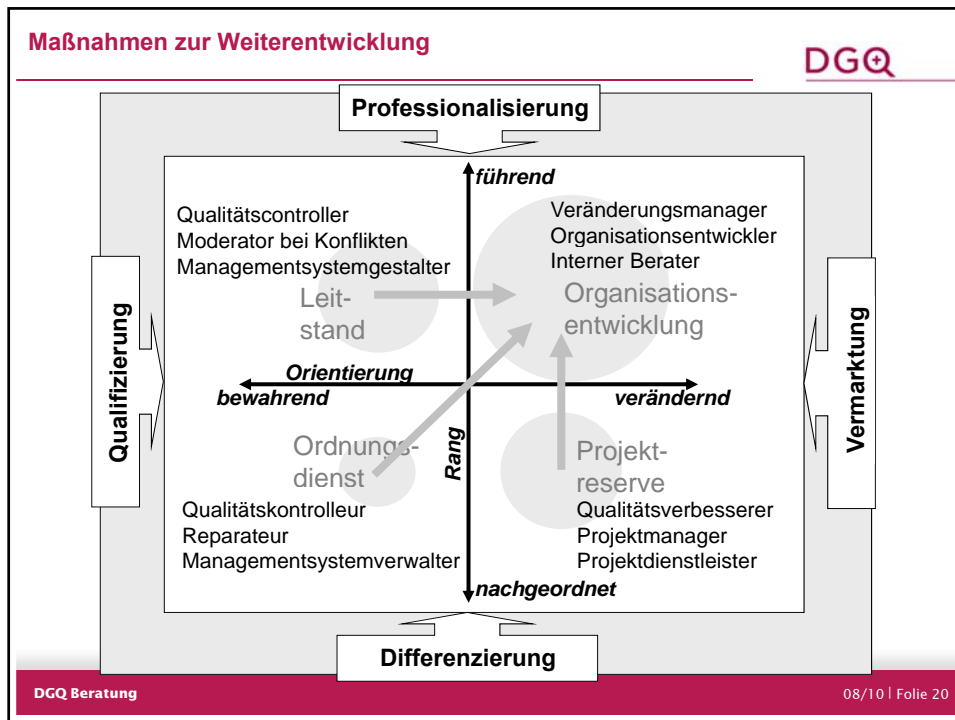 Maßnahmen zur Weiterentwicklung
DGQ
Professionalisierung
führend
Qualitätscontroller
Moderator bei Konflikten
Managementsystemgestalter
Veränderungsmanager
Organisationsentwickler
Interner Berater
Leit-
stand
Organisations-
entwicklung
Qualifizierung
Vermarktung
Orientierung
bewahrend
verändernd
Rang
Ordnungs-
dienst
Projekt-
reserve
Qualitätskontrolleur
Reparateur
Managementsystemverwalter
Qualitätsverbesserer
Projektmanager
Projektdienstleister
nachgeordnet
Differenzierung
DGQ Beratung
08/10 | Folie 20